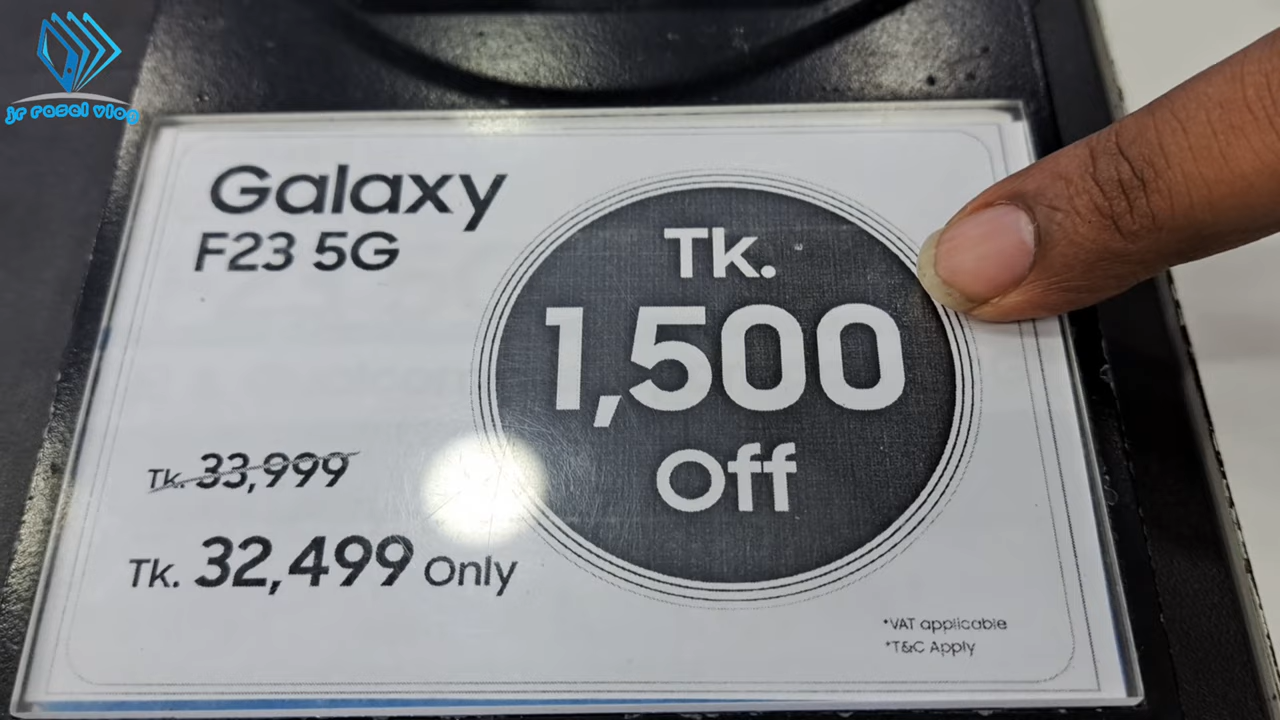 jr rasel vlog
Galaxy
F23 5G
Tk.
1,500
Off
Tk. 33,999
Tk. 32,499 Only
*VAT applicable
*T&C Apply